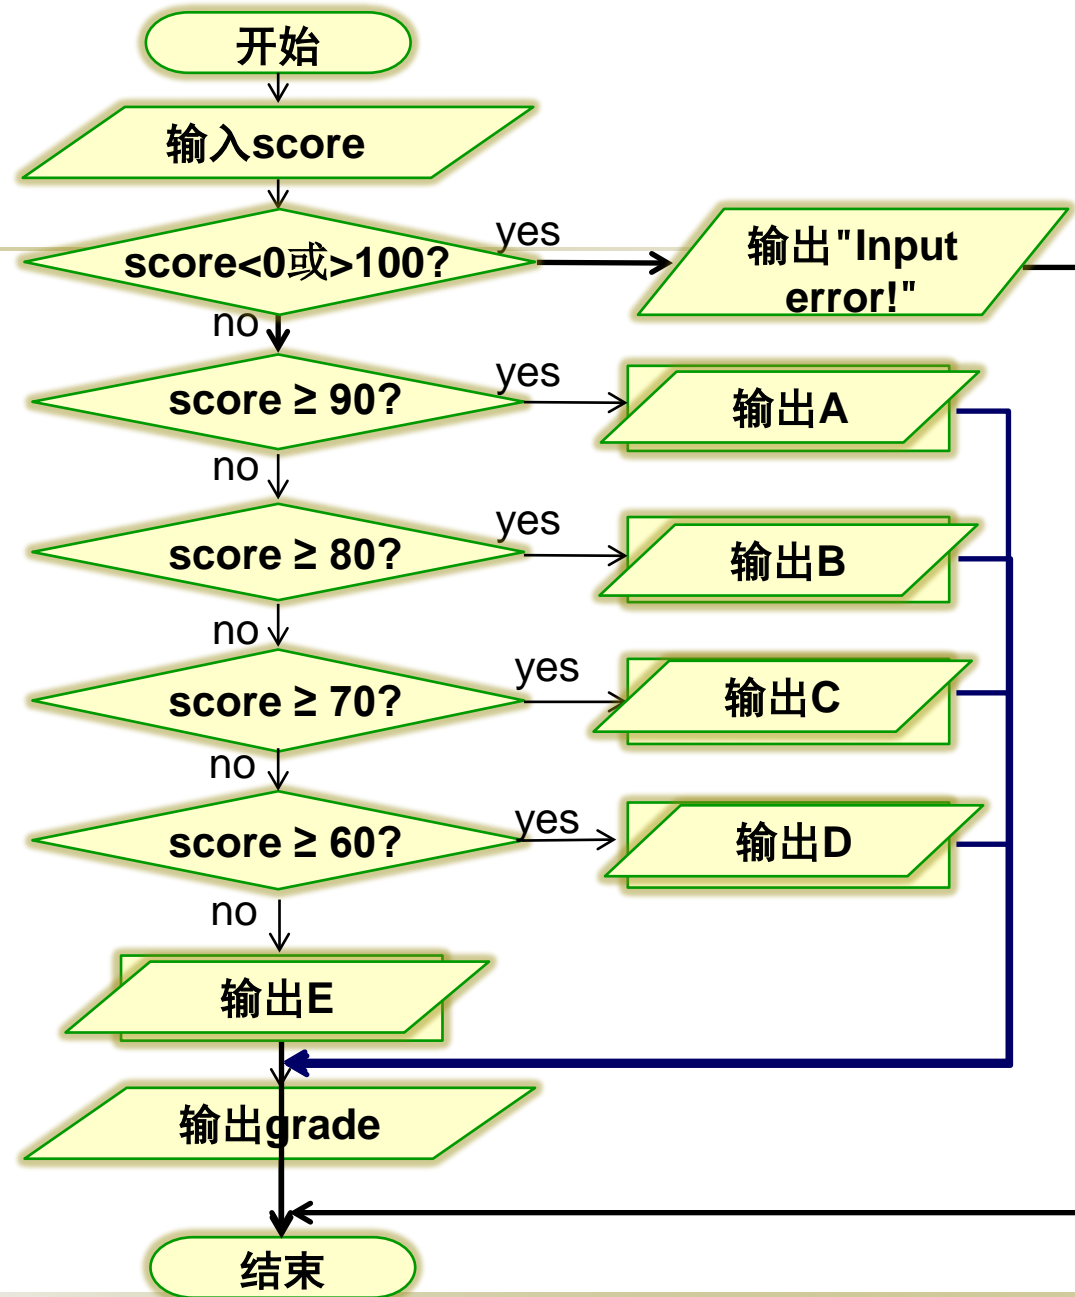 开始
输入score
score<0或>100?
yes
输出"Input
error!"
no
score ≥ 90?
yes
输出A
no
score ≥ 80?
yes
输出B
no
score ≥ 70?
yes
输出C
no
score ≥ 60?
yes
输出D
no
输出E
输出grade
结束